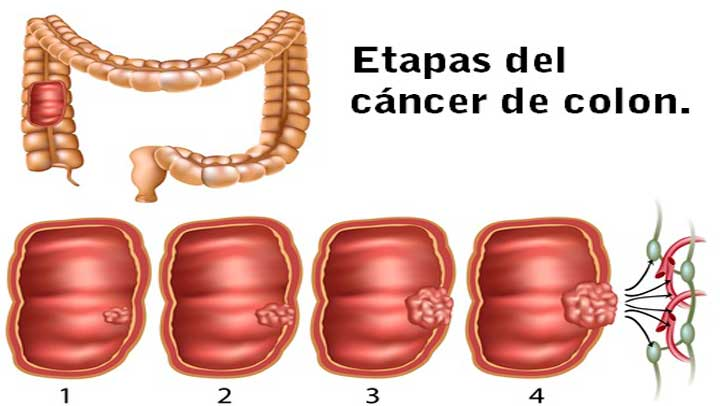 Etapas del
cáncer de colon.
1 2 3 4